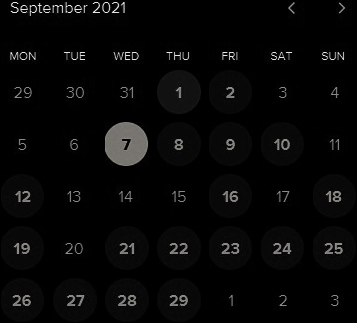 September 2021
MON TUE WED THU FRI SAT SUN
29 30 31 1 2 3 4
5 6 7 8 9 10 11
12 13 14 15 16 17 18
19 20 21 22 23 24 25
26 27 28 29 1 2 3